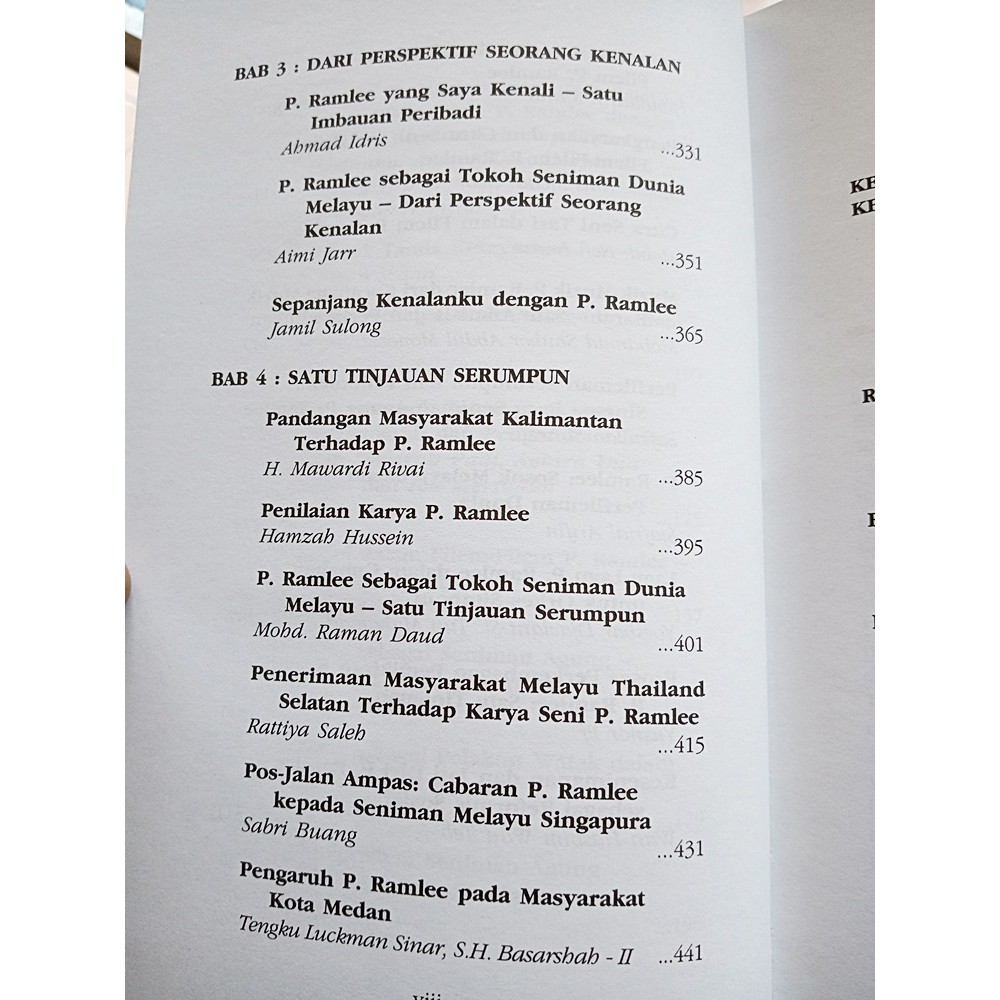 BAB 3 : DARI PERSPEKTIF SEORANG KENALAN
P. Ramlee yang Saya Kenali – Satu
Imbauan Peribadi
Ahmad Idris ...331
P. Ramlee sebagai Tokoh Seniman Dunia
Melayu – Dari Perspektif Seorang
Kenalan
Aimi Jarr ...351
Sepanjang Kenalanku dengan P. Ramlee
Jamil Sulong ...365
BAB 4 : SATU TINJAUAN SERUMPUN
Pandangan Masyarakat Kalimantan
Terhadap P. Ramlee
H. Mawardi Rivai ...385
Penilaian Karya P. Ramlee
Hamzah Hussein ...395
P. Ramlee Sebagai Tokoh Seniman Dunia
Melayu – Satu Tinjauan Serumpun
Mohd. Raman Daud ...401
Penerimaan Masyarakat Melayu Thailand
Selatan Terhadap Karya Seni P. Ramlee
Rattiya Saleh ...415
Pos-Jalan Ampas: Cabaran P. Ramlee
kepada Seniman Melayu Singapura
Sabri Buang ...431
Pengaruh P. Ramlee pada Masyarakat
Kota Medan
Tengku Luckman Sinar, S.H. Basarshah - II ...441
viii